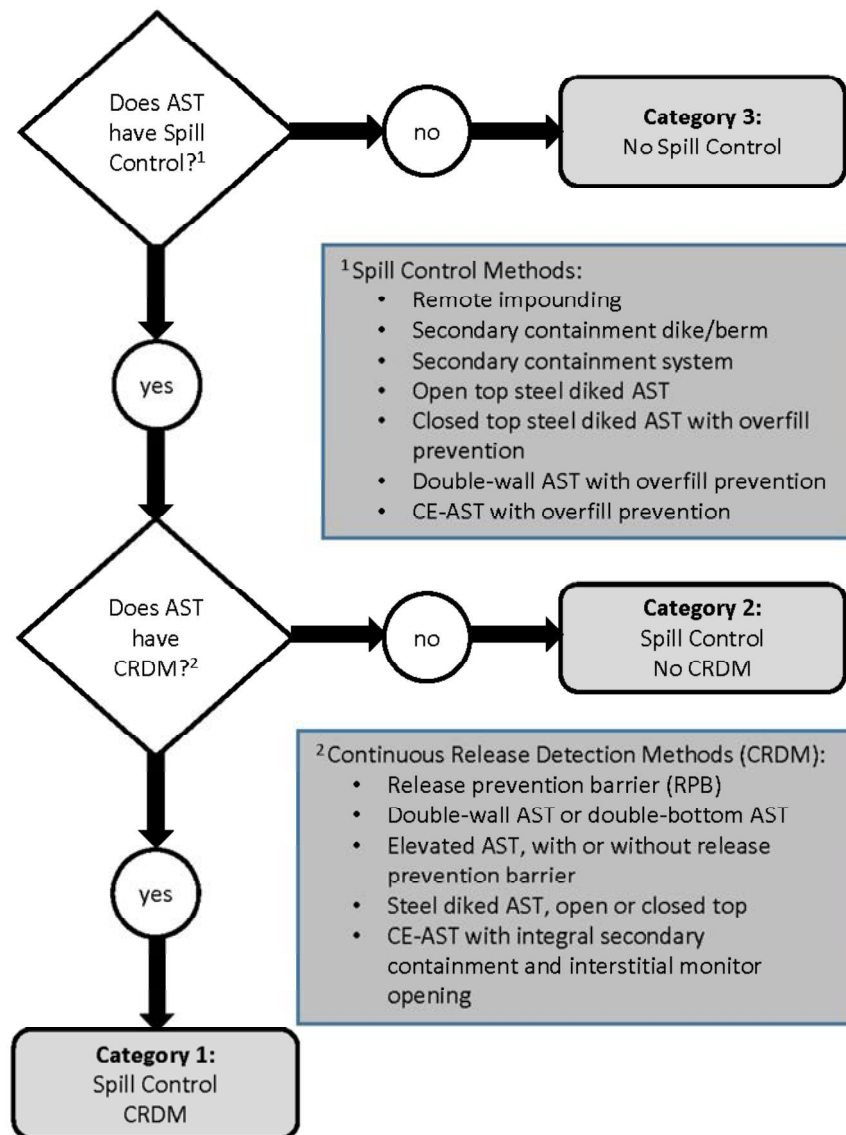 Does AST
have Spill
Control?¹
no
Category 3:
No Spill Control
¹ Spill Control Methods:
• Remote impounding
• Secondary containment dike/berm
• Secondary containment system
• Open top steel diked AST
• Closed top steel diked AST with overfill
prevention
• Double-wall AST with overfill prevention
• CE-AST with overfill prevention
yes
Does AST
have
CRDM?²
no
Category 2:
Spill Control
No CRDM
² Continuous Release Detection Methods (CRDM):
• Release prevention barrier (RPB)
• Double-wall AST or double-bottom AST
• Elevated AST, with or without release
prevention barrier
• Steel diked AST, open or closed top
• CE-AST with integral secondary
containment and interstitial monitor
opening
yes
Category 1:
Spill Control
CRDM